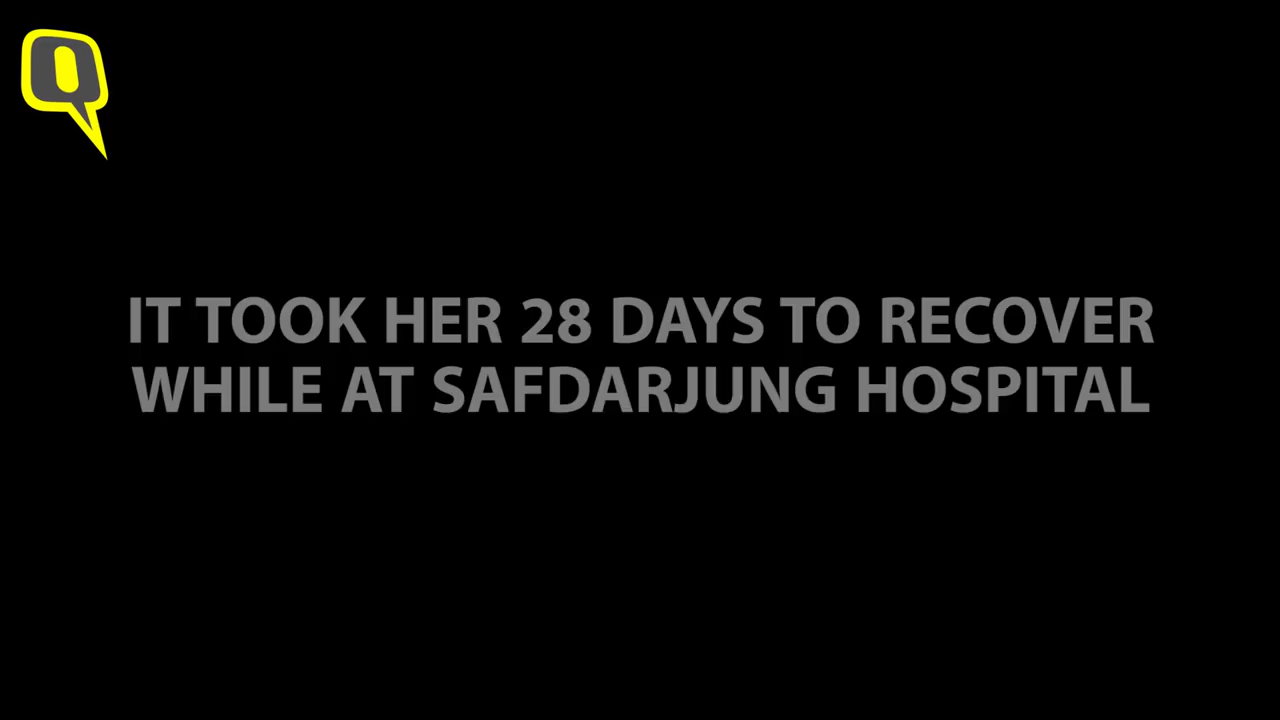 IT TOOK HER 28 DAYS TO RECOVER
WHILE AT SAFDARJUNG HOSPITAL